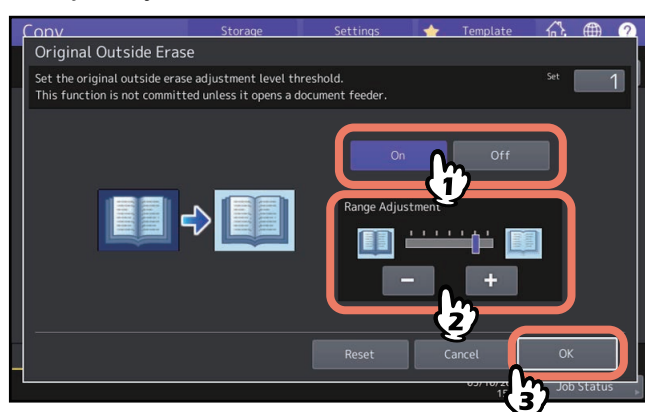 Copy Storage Settings Template ?
Original Outside Erase
Set the original outside erase adjustment level threshold.
This function is not committed unless it opens a document feeder.
Set 1
On Off
1
Range Adjustment
− +
2
Reset Cancel OK
3
Job Status